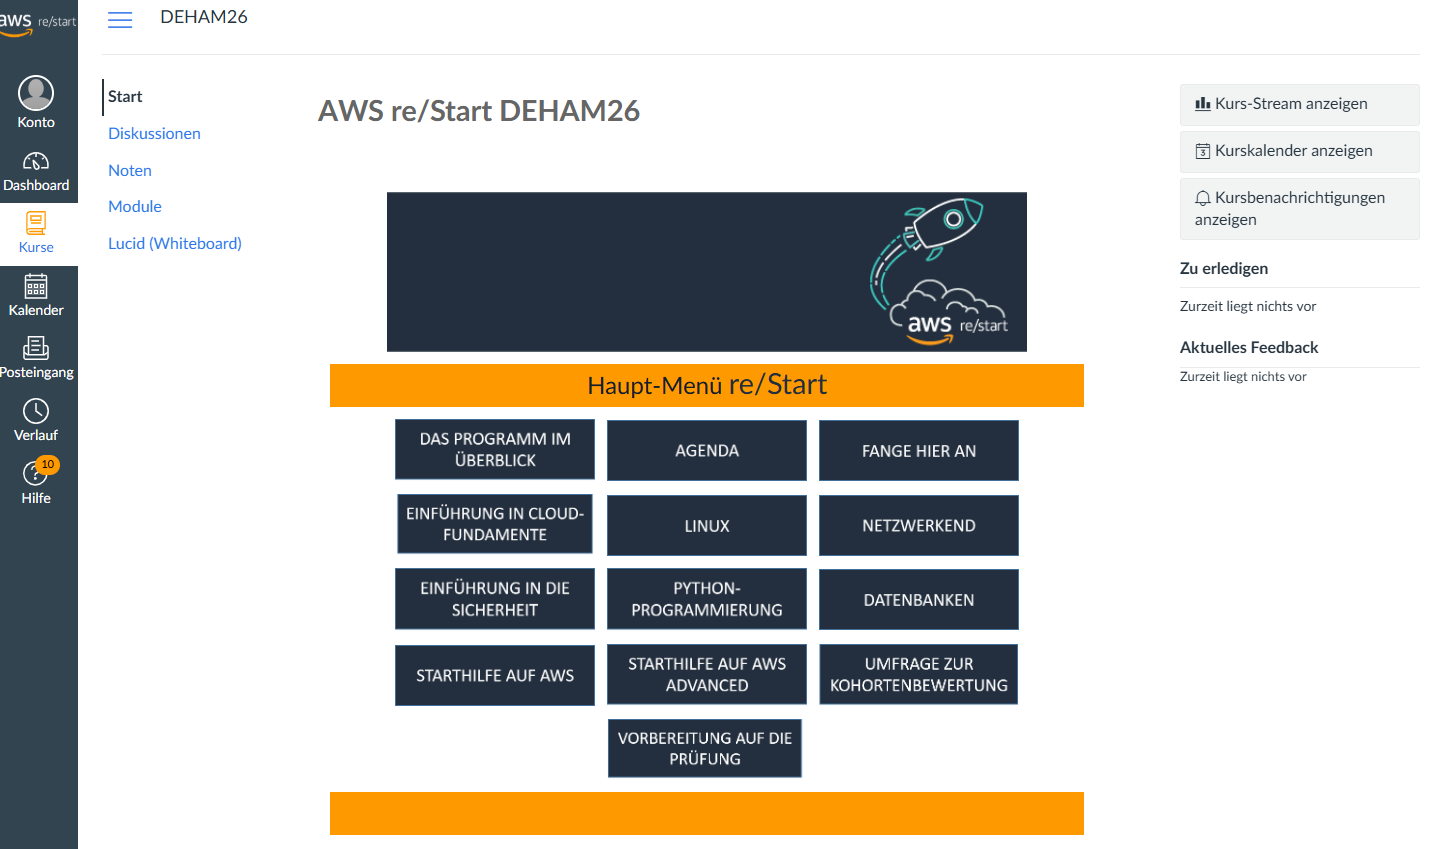 aws re/start
DEHAM26
Konto
Dashboard
Kurse
Kalender
Posteingang
Verlauf
10
Hilfe
Start
Diskussionen
Noten
Module
Lucid (Whiteboard)
AWS re/Start DEHAM26
aws re/start
Haupt-Menü re/Start
DAS PROGRAMM IM
ÜBERBLICK
AGENDA
FANGE HIER AN
EINFÜHRUNG IN CLOUD-
FUNDAMENTE
LINUX
NETZWERKEND
EINFÜHRUNG IN DIE
SICHERHEIT
PYTHON-
PROGRAMMIERUNG
DATENBANKEN
STARTHILFE AUF AWS
STARTHILFE AUF AWS
ADVANCED
UMFRAGE ZUR
KOHORTENBEWERTUNG
VORBEREITUNG AUF DIE
PRÜFUNG
Kurs-Stream anzeigen
3
Kurskalender anzeigen
Kursbenachrichtigungen
anzeigen
Zu erledigen
Zurzeit liegt nichts vor
Aktuelles Feedback
Zurzeit liegt nichts vor